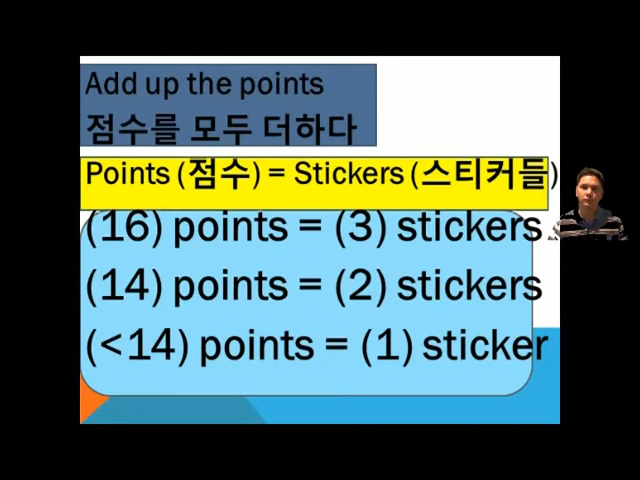 Add up the points
점수를 모두 더하다
Points (점수) = Stickers (스티커들)
(16) points = (3) stickers
(14) points = (2) stickers
(<14) points = (1) sticker